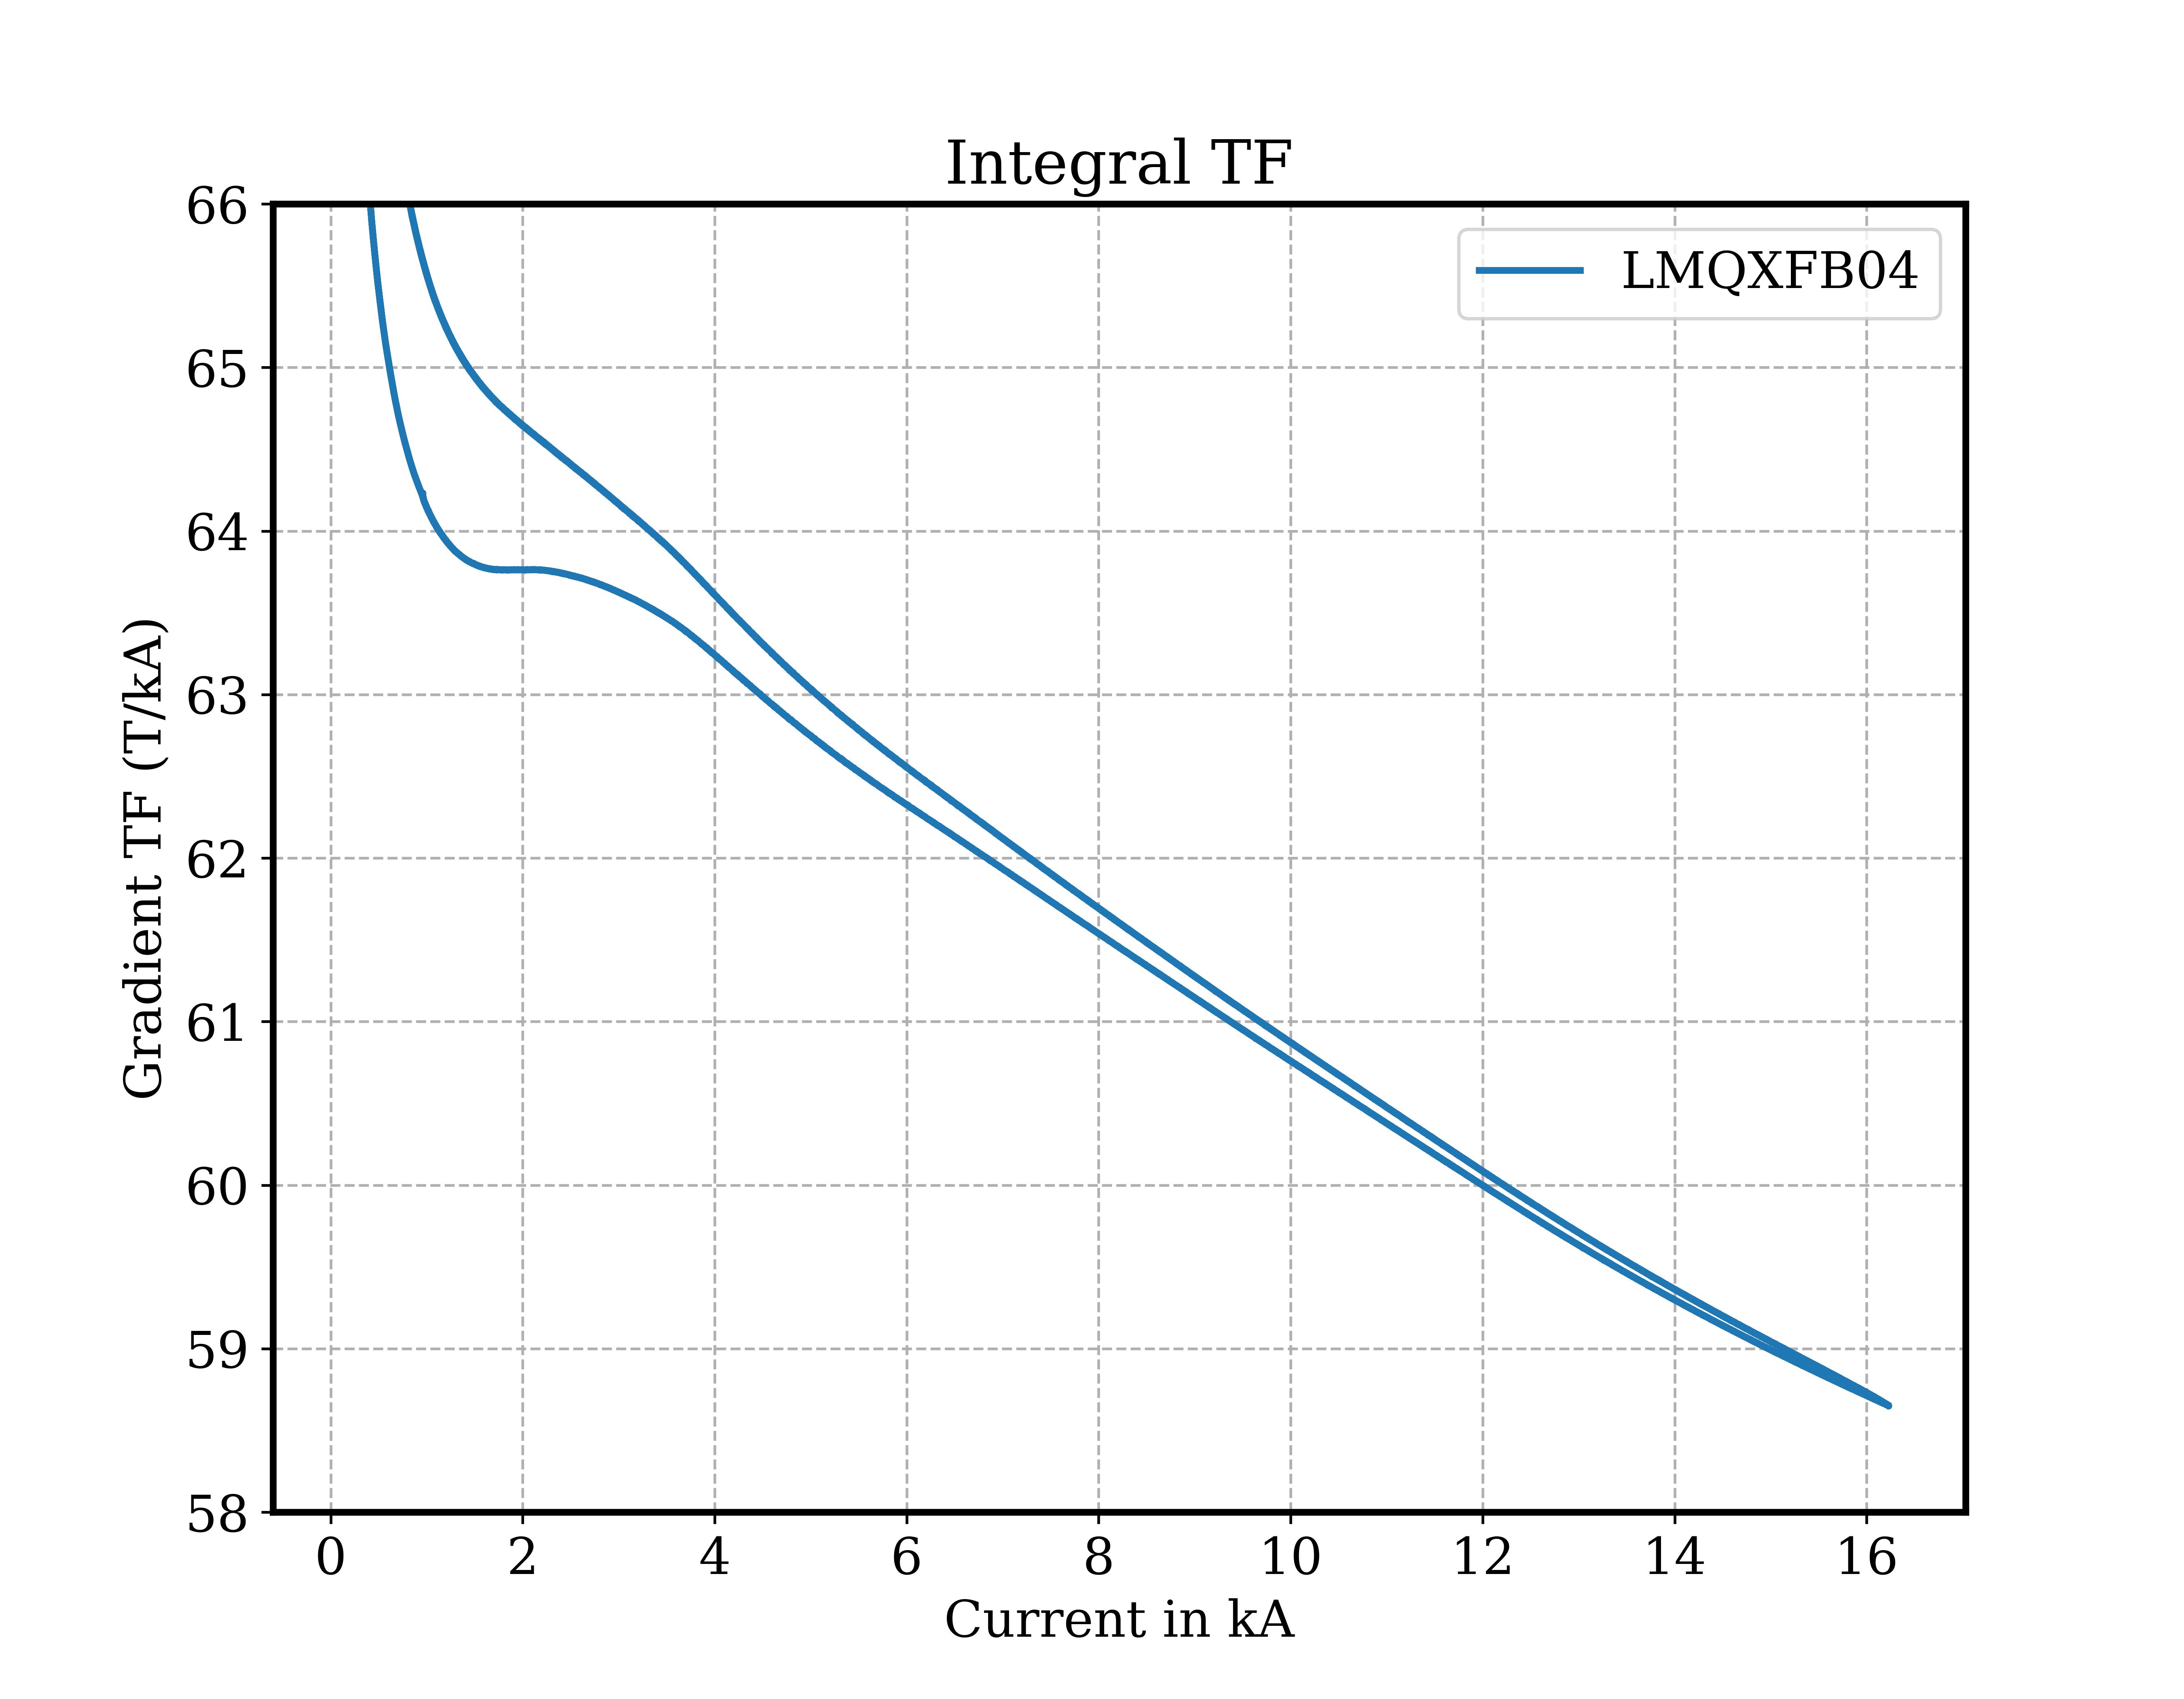 Integral TF
LMQXFB04
Gradient TF (T/kA)
66
65
64
63
62
61
60
59
58
0 2 4 6 8 10 12 14 16
Current in kA